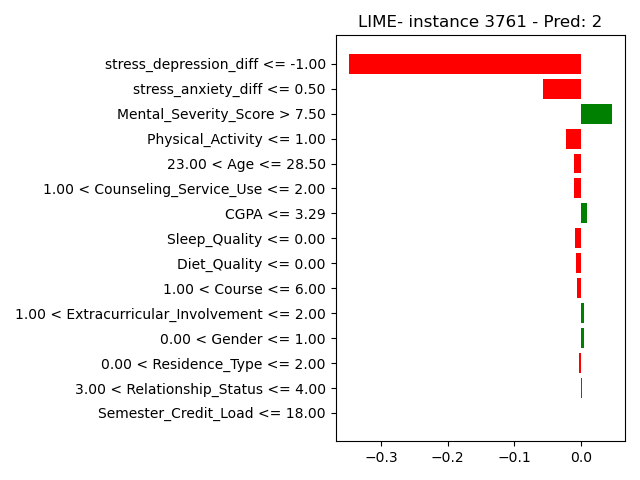 LIME- instance 3761 - Pred: 2
stress_depression_diff <= -1.00
stress_anxiety_diff <= 0.50
Mental_Severity_Score > 7.50
Physical_Activity <= 1.00
23.00 < Age <= 28.50
1.00 < Counseling_Service_Use <= 2.00
CGPA <= 3.29
Sleep_Quality <= 0.00
Diet_Quality <= 0.00
1.00 < Course <= 6.00
1.00 < Extracurricular_Involvement <= 2.00
0.00 < Gender <= 1.00
0.00 < Residence_Type <= 2.00
3.00 < Relationship_Status <= 4.00
Semester_Credit_Load <= 18.00
−0.3 −0.2 −0.1 0.0